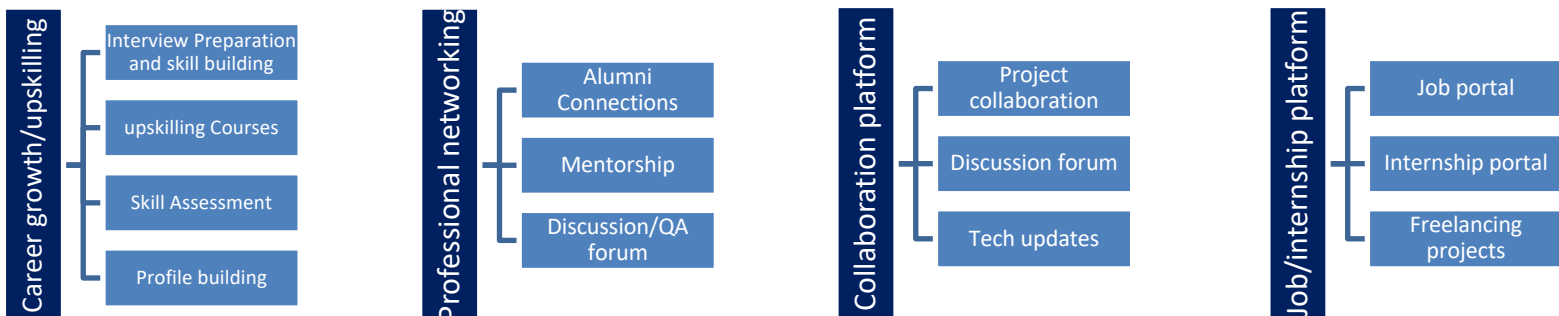 Career growth/upskilling
Interview Preparation
and skill building
upskilling Courses
Skill Assessment
Profile building
Professional networking
Alumni
Connections
Mentorship
Discussion/QA
forum
Collaboration platform
Project
collaboration
Discussion forum
Tech updates
Job/internship platform
Job portal
Internship portal
Freelancing
projects